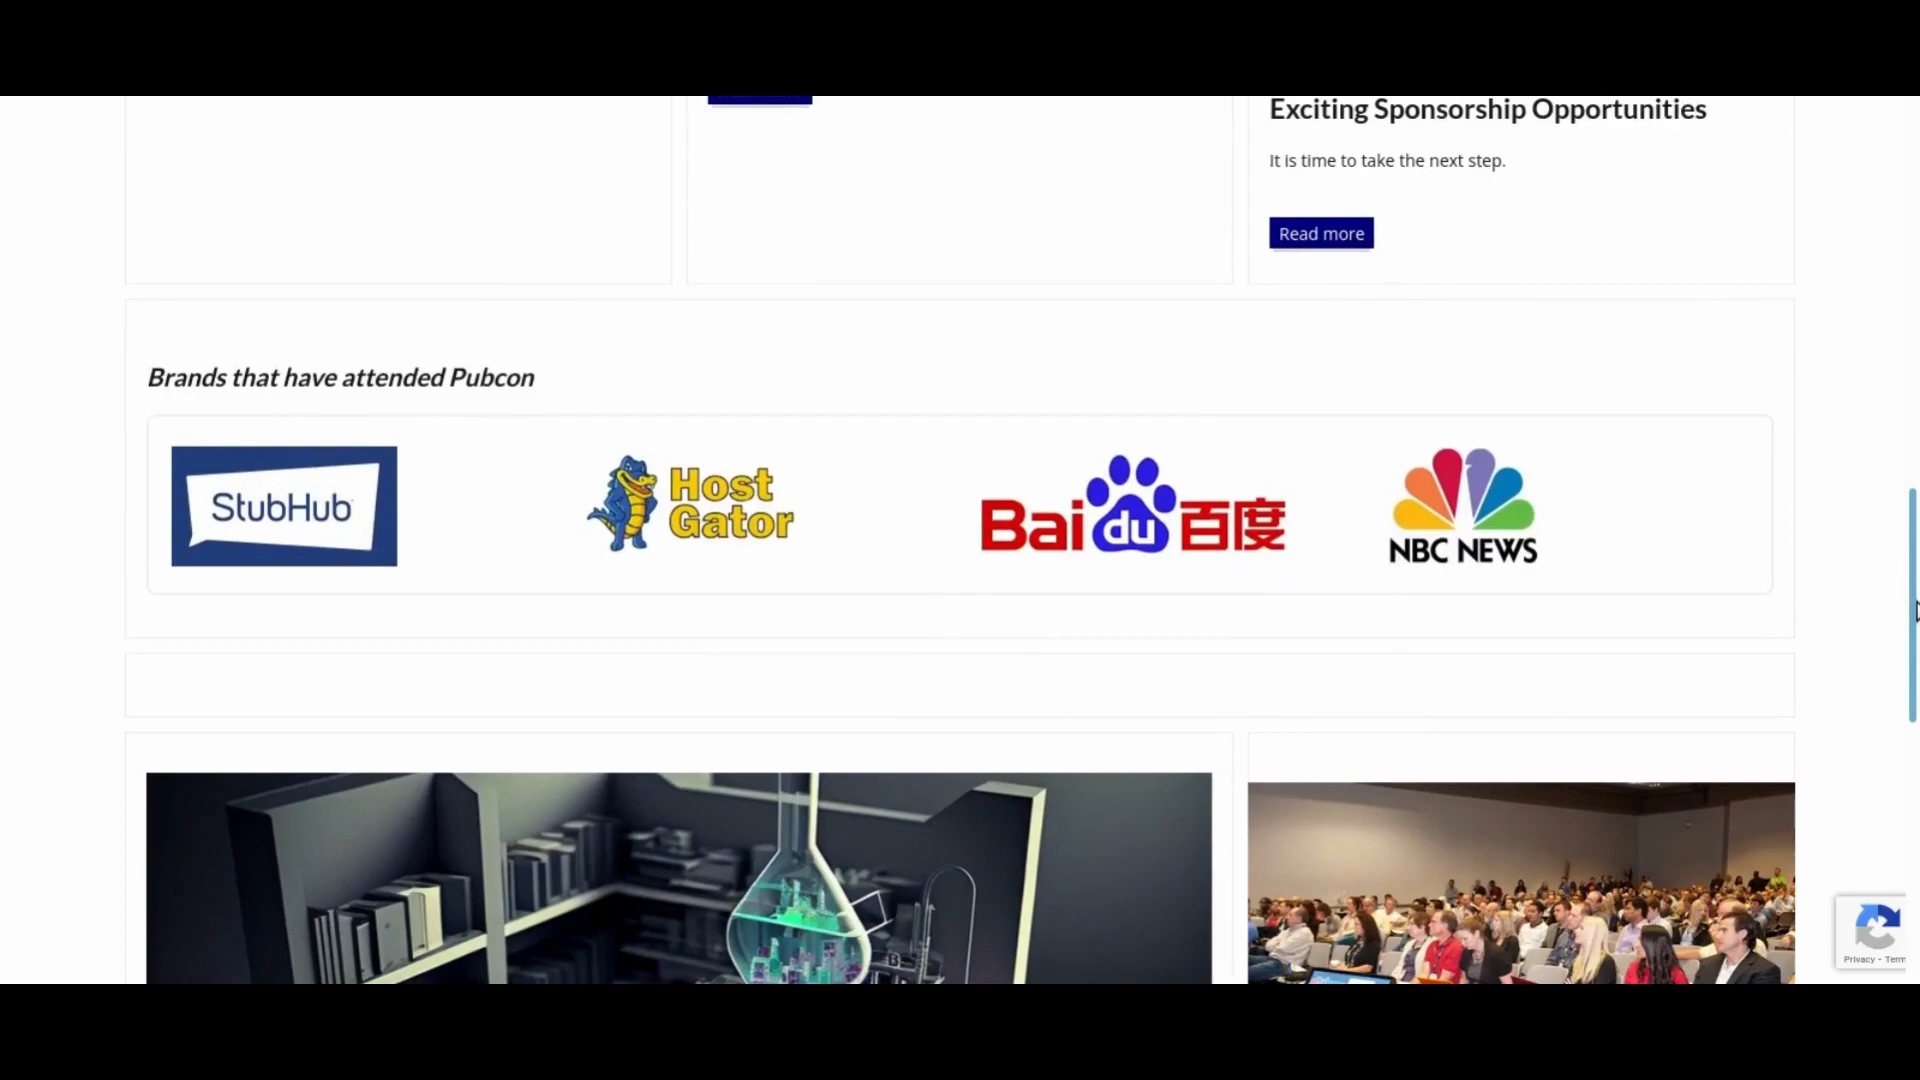 Exciting Sponsorship Opportunities
It is time to take the next step.
Read more
Brands that have attended Pubcon
StubHub
Host
Gator
Baidu百度
NBC NEWS
Privacy - Term